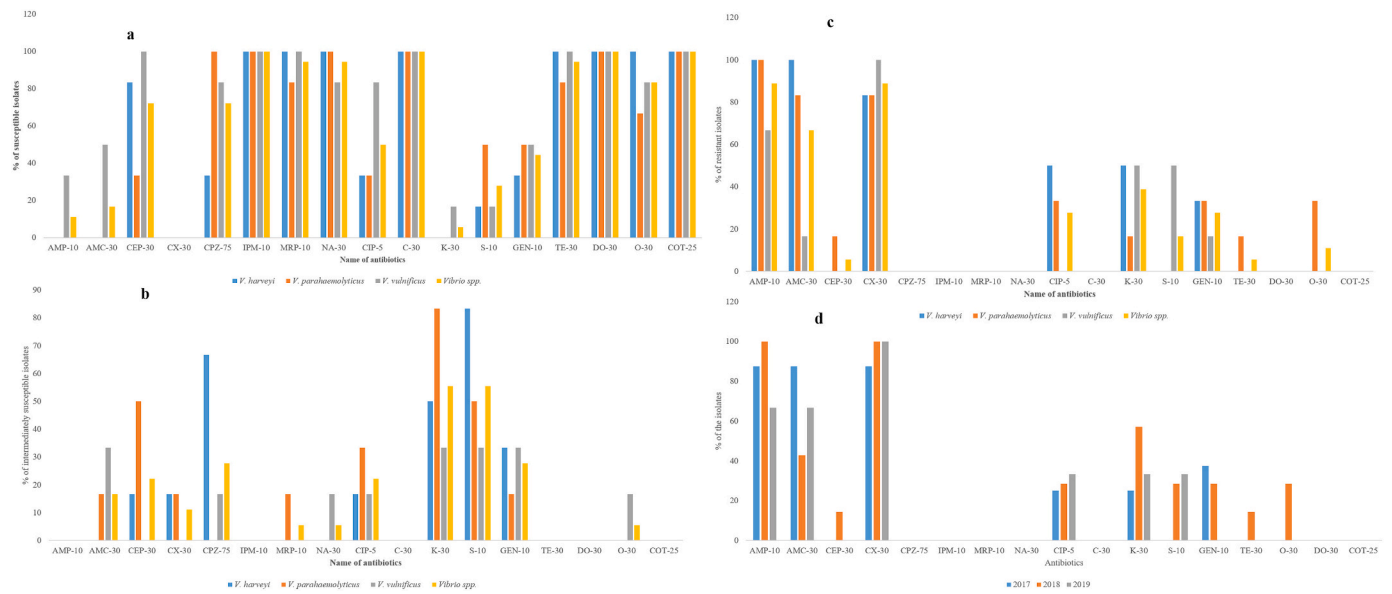 a
% of susceptible isolates
120
100
80
60
40
20
0
AMP-10 AMC-30 CEP-30 CX-30 CPZ-75 IPM-10 MRP-10 NA-30 CIP-5 C-30 K-30 S-10 GEN-10 TE-30 DO-30 O-30 COT-25
Name of antibiotics
V. harveyi V. parahaemolyticus V. vulnificus Vibrio spp.
b
% of intermediately susceptible isolates
90
80
70
60
50
40
30
20
10
0
AMP-10 AMC-30 CEP-30 CX-30 CPZ-75 IPM-10 MRP-10 NA-30 CIP-5 C-30 K-30 S-10 GEN-10 TE-30 DO-30 O-30 COT-25
Name of antibiotics
V. harveyi V. parahaemolyticus V. vulnificus Vibrio spp.
c
% of resistant isolates
120
100
80
60
40
20
0
AMP-10 AMC-30 CEP-30 CX-30 CPZ-75 IPM-10 MRP-10 NA-30 CIP-5 C-30 K-30 S-10 GEN-10 TE-30 DO-30 O-30 COT-25
Name of antibiotics
V. harveyi V. parahaemolyticus V. vulnificus Vibrio spp.
d
% of the isolates
120
100
80
60
40
20
0
AMP-10 AMC-30 CEP-30 CX-30 CPZ-75 IPM-10 MRP-10 NA-30 CIP-5 C-30 K-30 S-10 GEN-10 TE-30 O-30 DO-30 COT-25
Antibiotics
2017 2018 2019